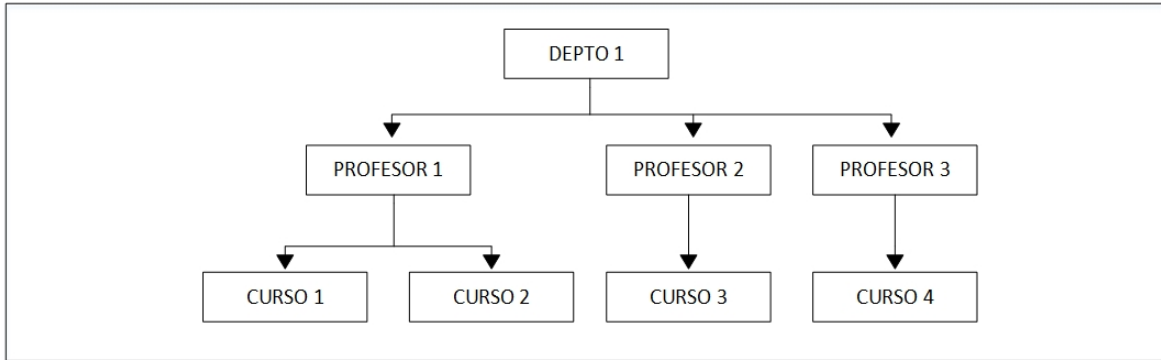 DEPTO 1
PROFESOR 1
PROFESOR 2
PROFESOR 3
CURSO 1
CURSO 2
CURSO 3
CURSO 4